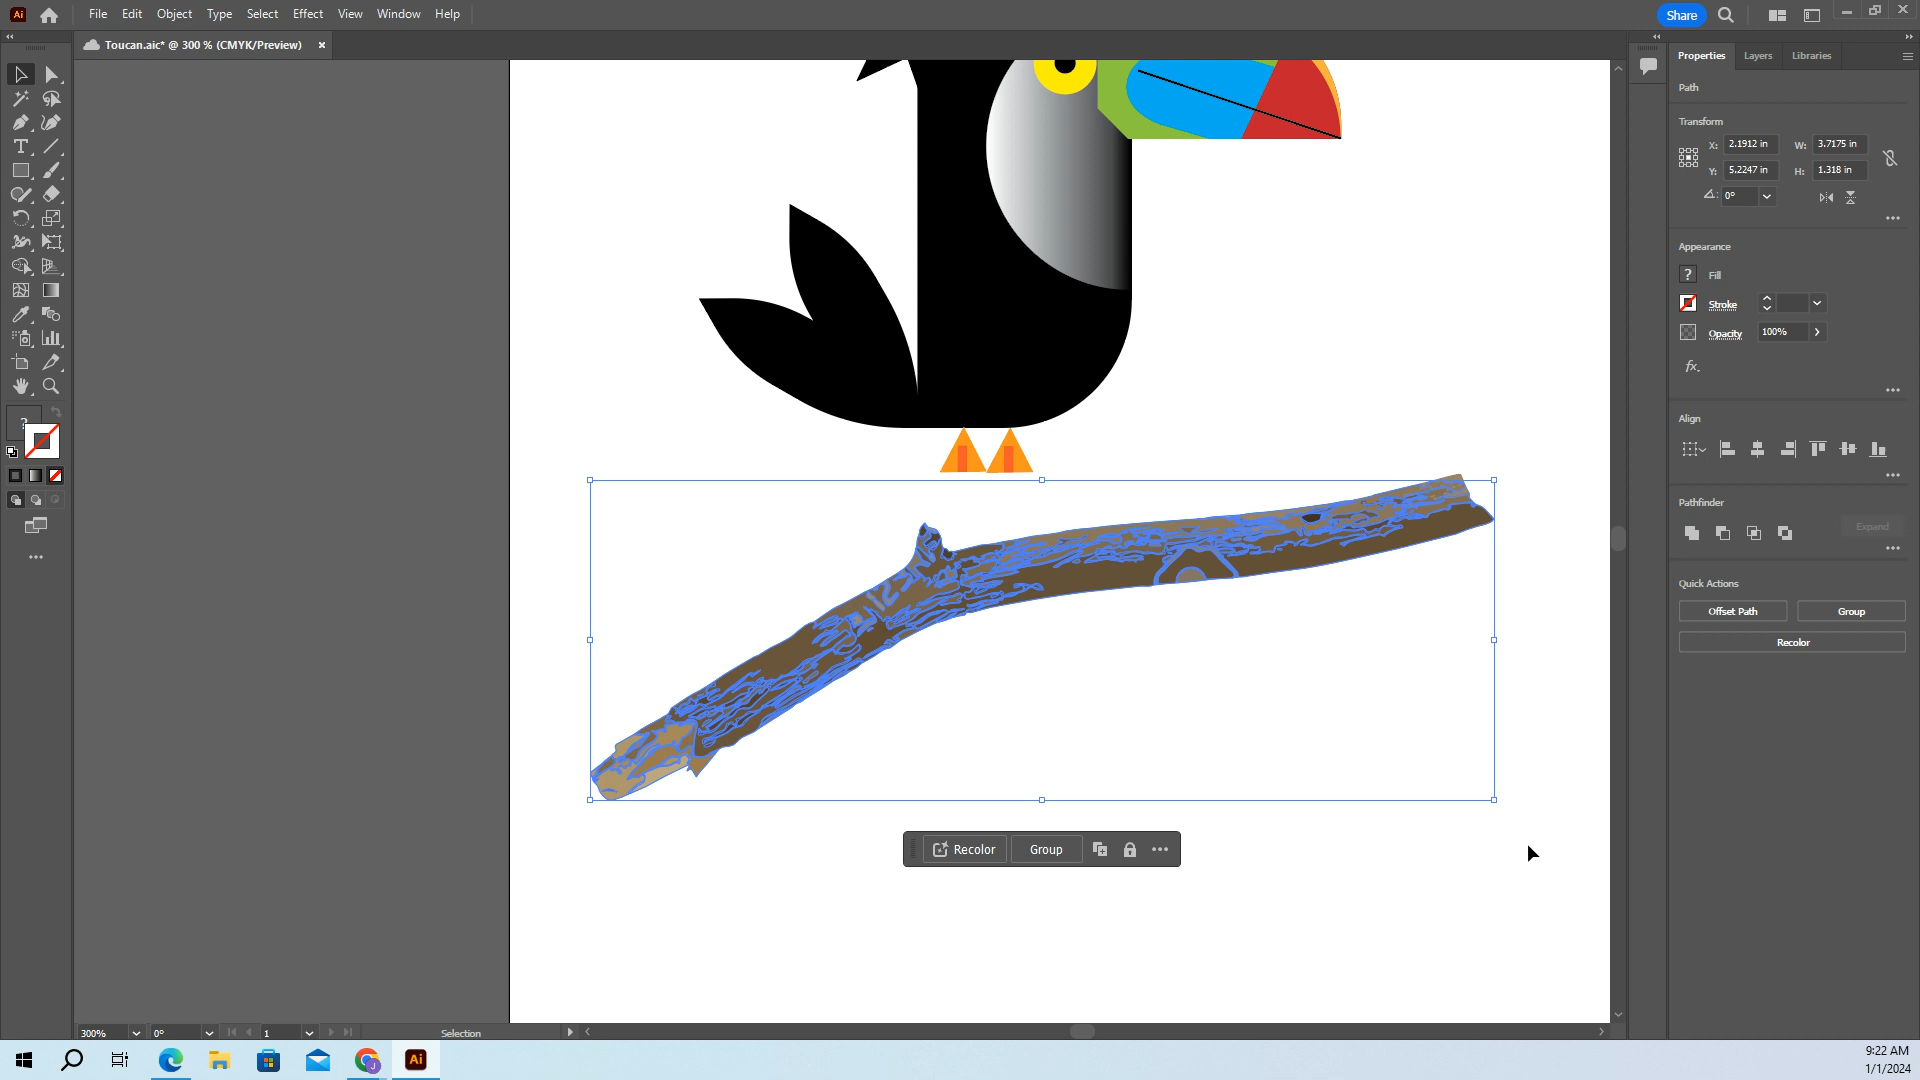 Ai File Edit Object Type Select Effect View Window Help Share
Toucan.aic* @ 300 % (CMYK/Preview) ×
Properties Layers Libraries
Path
Transform
X: 2.1912 in W: 3.7175 in
Y: 5.2247 in H: 1.318 in
0°
Appearance
? Fill
Stroke
Opacity 100%
fx.
Align
Pathfinder
Expand
Quick Actions
Offset Path Group
Recolor
T
?
Recolor Group
300% 0° 1 Selection
J Ai
9:22 AM
1/1/2024